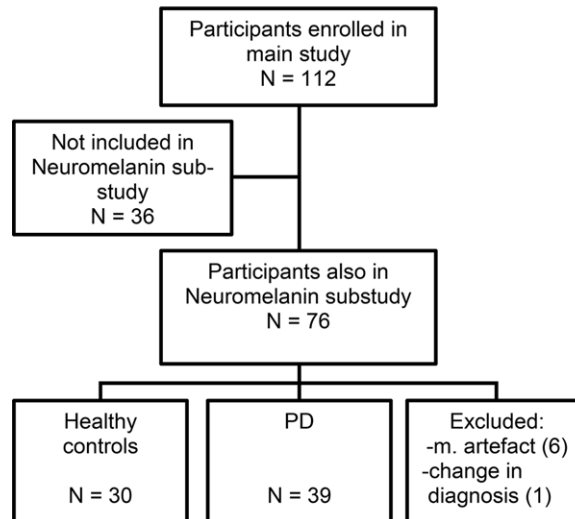 Participants enrolled in
main study
N = 112
Not included in
Neuromelanin sub-
study
N = 36
Participants also in
Neuromelanin substudy
N = 76
Healthy
controls
N = 30
PD
N = 39
Excluded:
-m. artefact (6)
-change in
diagnosis (1)